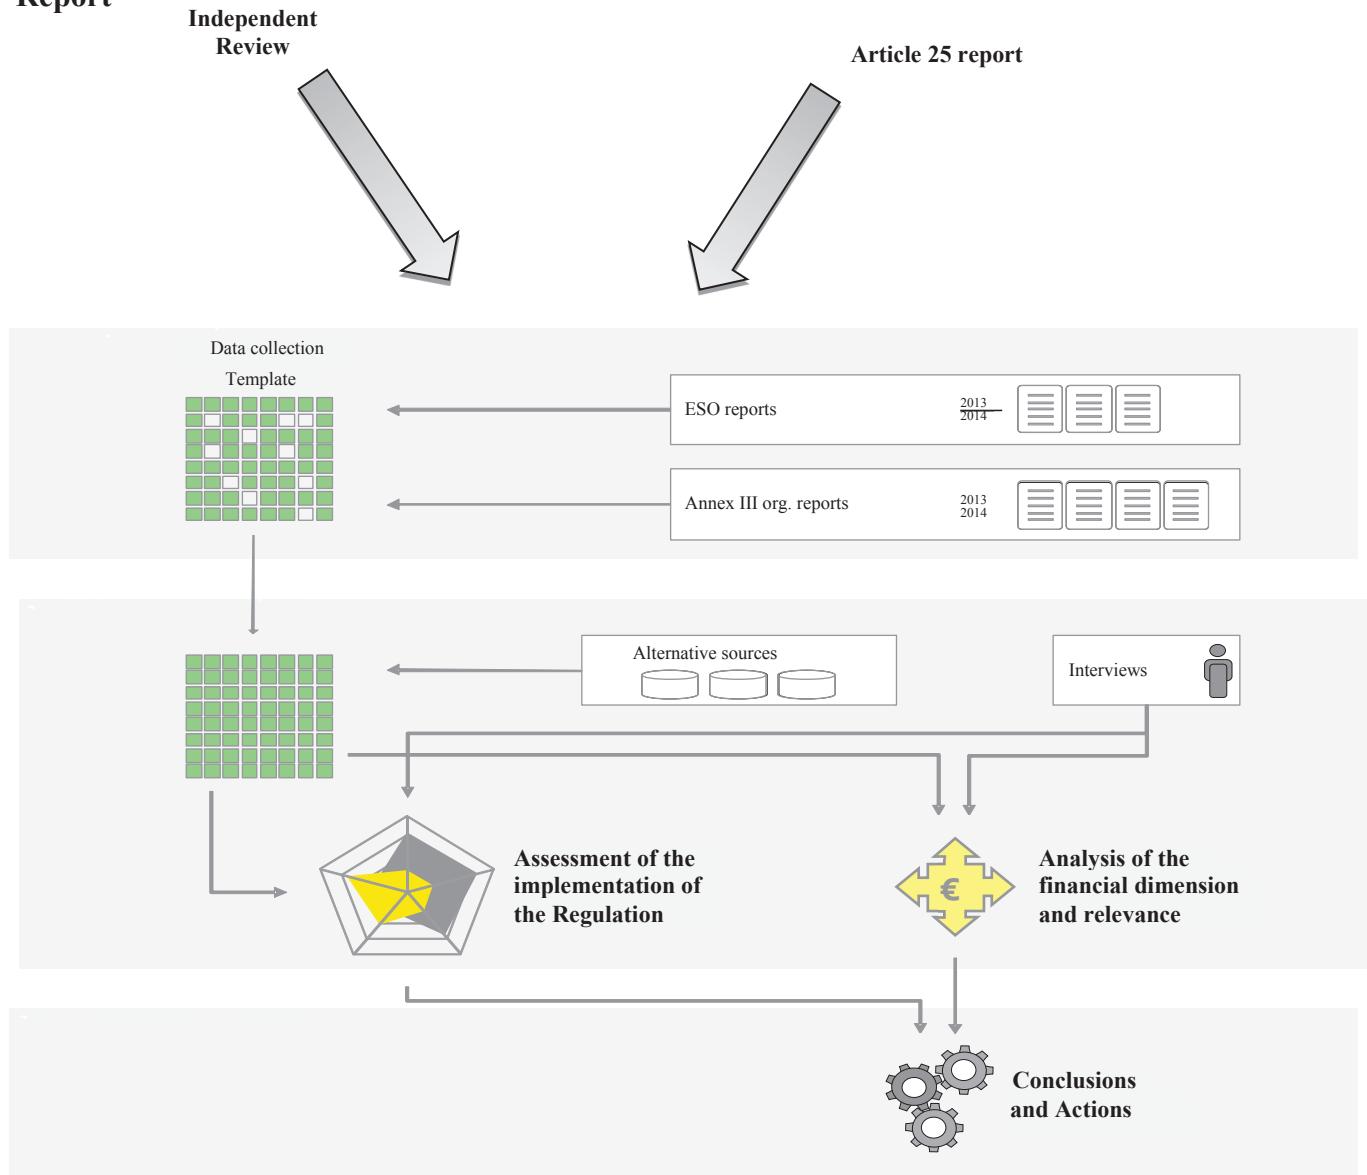 Report
Independent
Review
Article 25 report
Data collection
Template
ESO reports
2013
2014
Annex III org. reports
2013
2014
Alternative sources
Interviews
Assessment of the
implementation of
the Regulation
€
Analysis of the
financial dimension
and relevance
Conclusions
and Actions